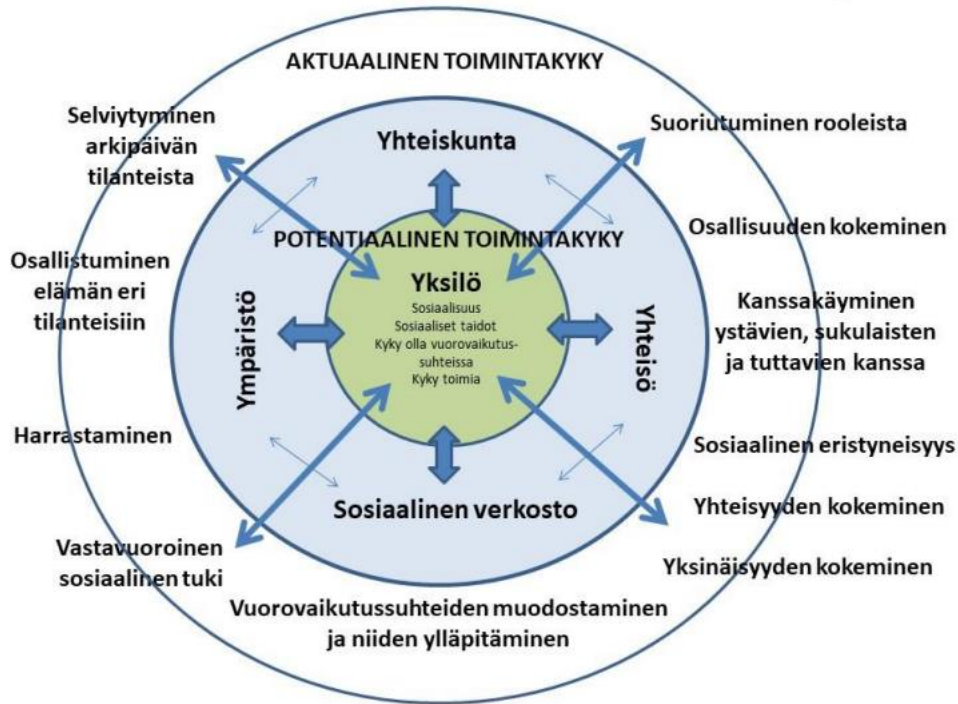 AKTUAALINEN TOIMINTAKYKY
Selviytyminen
arkipäivän
tilanteista
Yhteiskunta
Suoriutuminen rooleista
Osallisuuden kokeminen
POTENTIAALINEN TOIMINTAKYKY
Osallistuminen
elämän eri
tilanteisiin
Ympäristö
Yksilö
Sosiaalisuus
Sosiaaliset taidot
Kyky olla vuorovaikutus-
suhteissa
Kyky toimia
Yhteisö
Kanssakäyminen
ystävien, sukulaisten
ja tuttavien kanssa
Harrastaminen
Sosiaalinen eristyneisyys
Sosiaalinen verkosto
Yhteisyyden kokeminen
Vastavuoroinen
sosiaalinen tuki
Yksinäisyyden kokeminen
Vuorovaikutussuhteiden muodostaminen
ja niiden ylläpitäminen